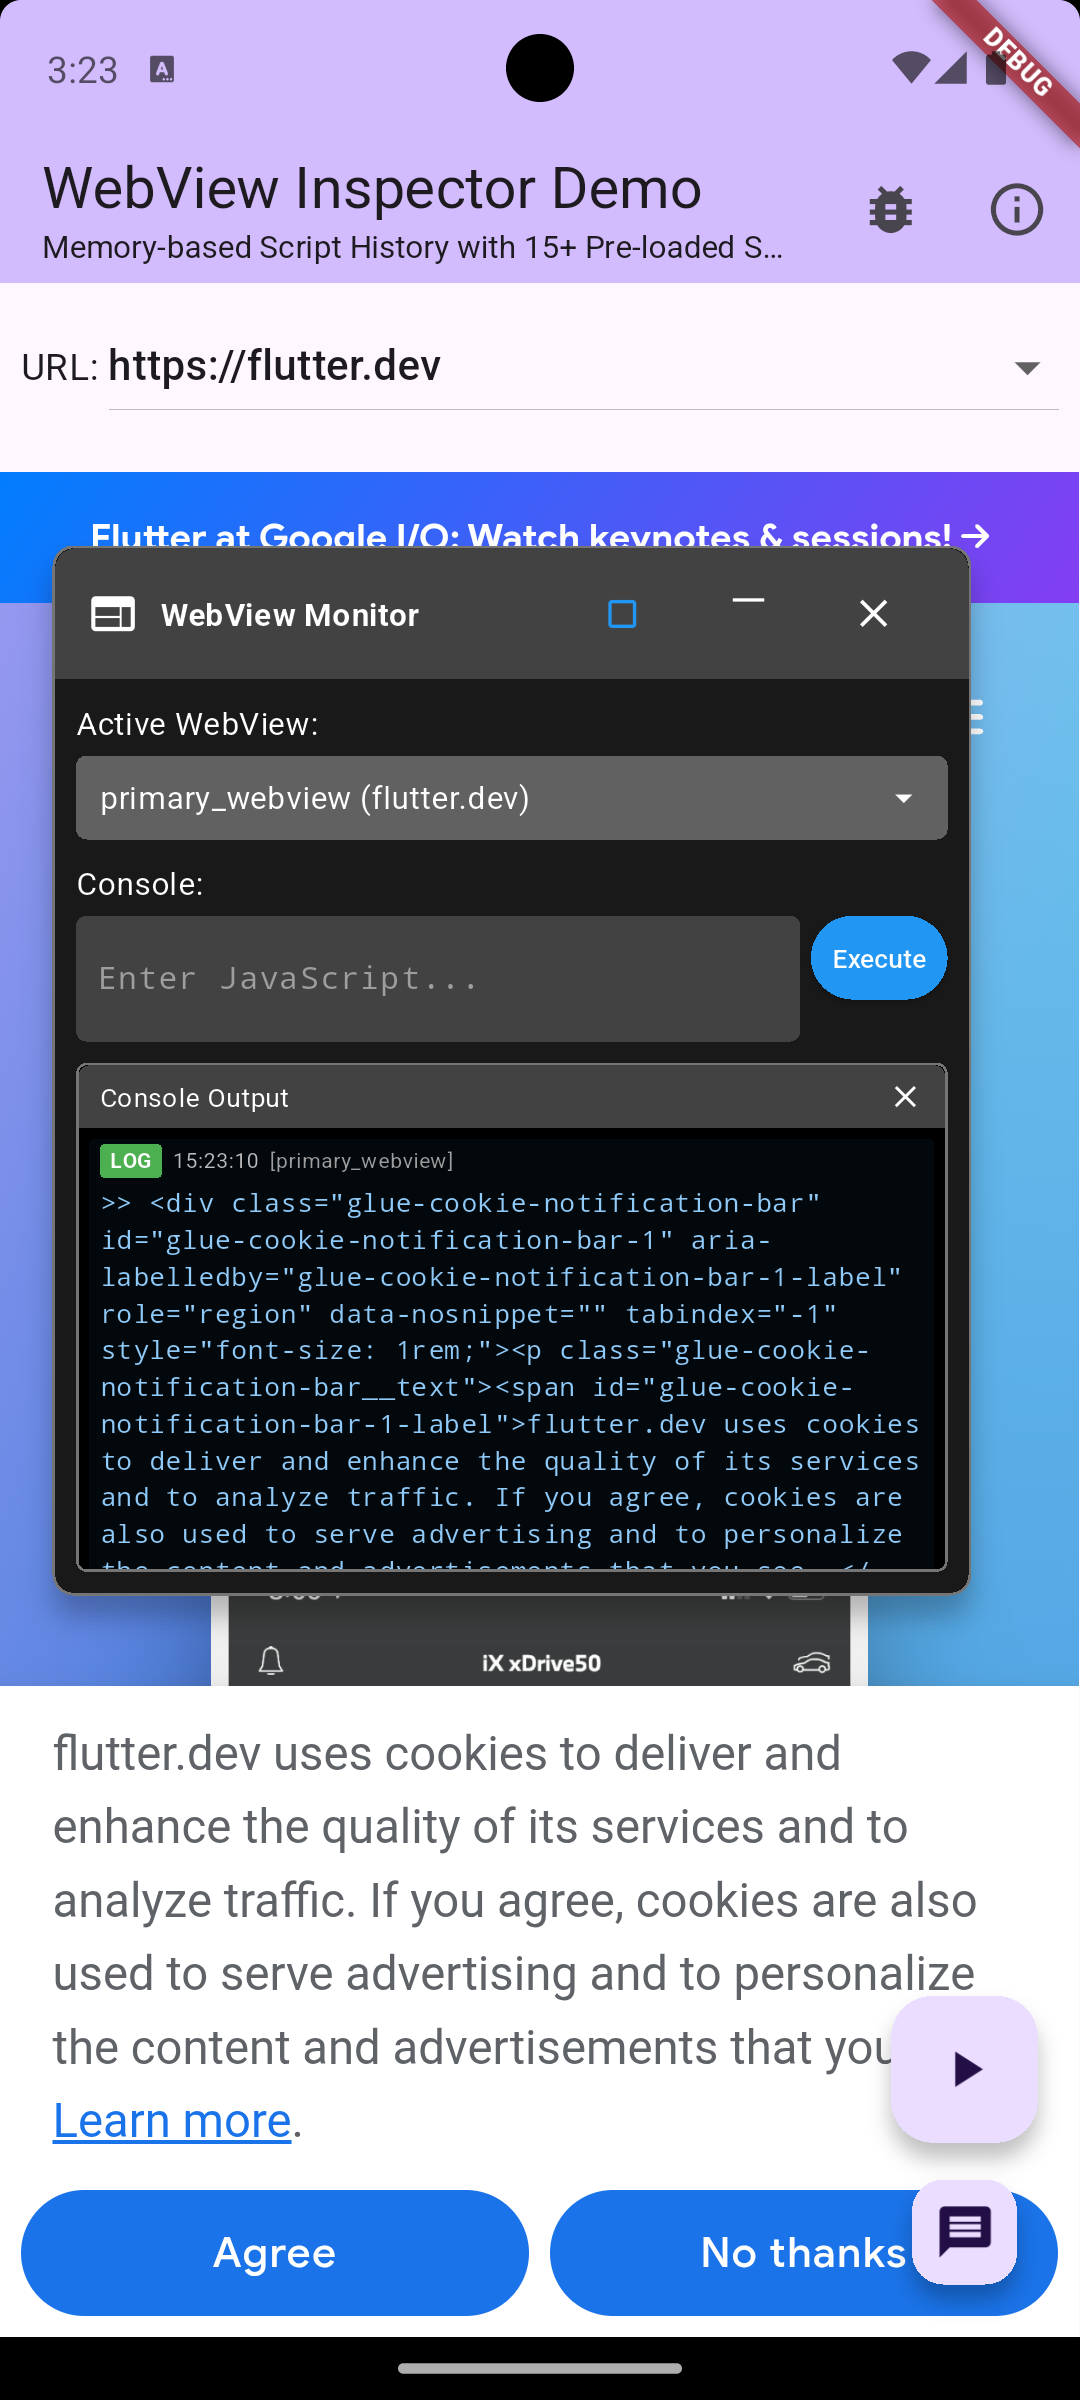 3:23
DEBUG
WebView Inspector Demo
Memory-based Script History with 15+ Pre-loaded S...
URL: https://flutter.dev
Flutter at Google I/O: Watch keynotes & sessions!
WebView Monitor
Active WebView:
primary_webview (flutter.dev)
Console:
Enter JavaScript...
Execute
Console Output
LOG 15:23:10 [primary_webview]
>> <div class="glue-cookie-notification-bar"
id="glue-cookie-notification-bar-1" aria-
labelledby="glue-cookie-notification-bar-1-label"
role="region" data-nosnippet="" tabindex="-1"
style="font-size: 1rem;"><p class="glue-cookie-
notification-bar__text"><span id="glue-cookie-
notification-bar-1-label">flutter.dev uses cookies
to deliver and enhance the quality of its services
and to analyze traffic. If you agree, cookies are
also used to serve advertising and to personalize
the content and advertisements that you see. </
iX xDrive50
flutter.dev uses cookies to deliver and
enhance the quality of its services and to
analyze traffic. If you agree, cookies are also
used to serve advertising and to personalize
the content and advertisements that you
Learn more.
Agree
No thanks